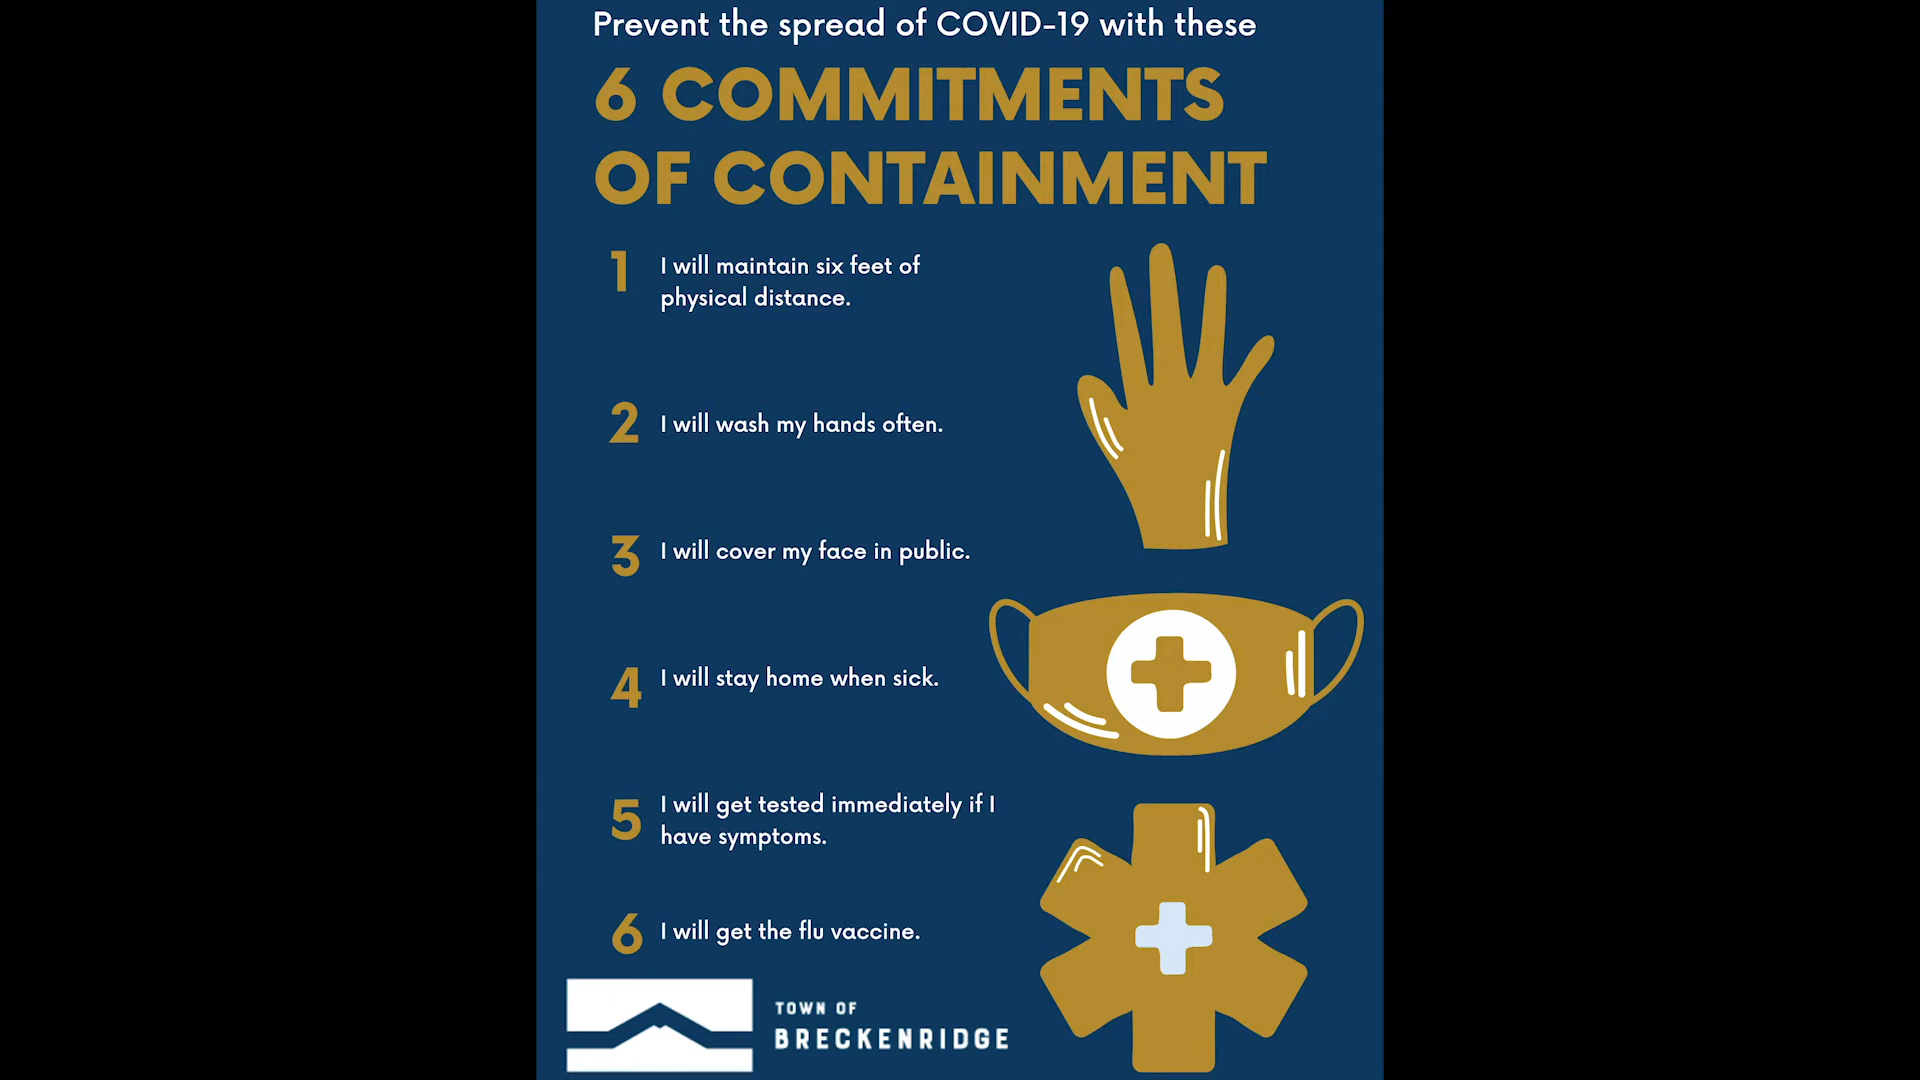 Prevent the spread of COVID-19 with these
6 COMMITMENTS
OF CONTAINMENT
1 I will maintain six feet of
physical distance.
2 I will wash my hands often.
3 I will cover my face in public.
4 I will stay home when sick.
5 I will get tested immediately if I
have symptoms.
6 I will get the flu vaccine.
TOWN OF
BRECKENRIDGE